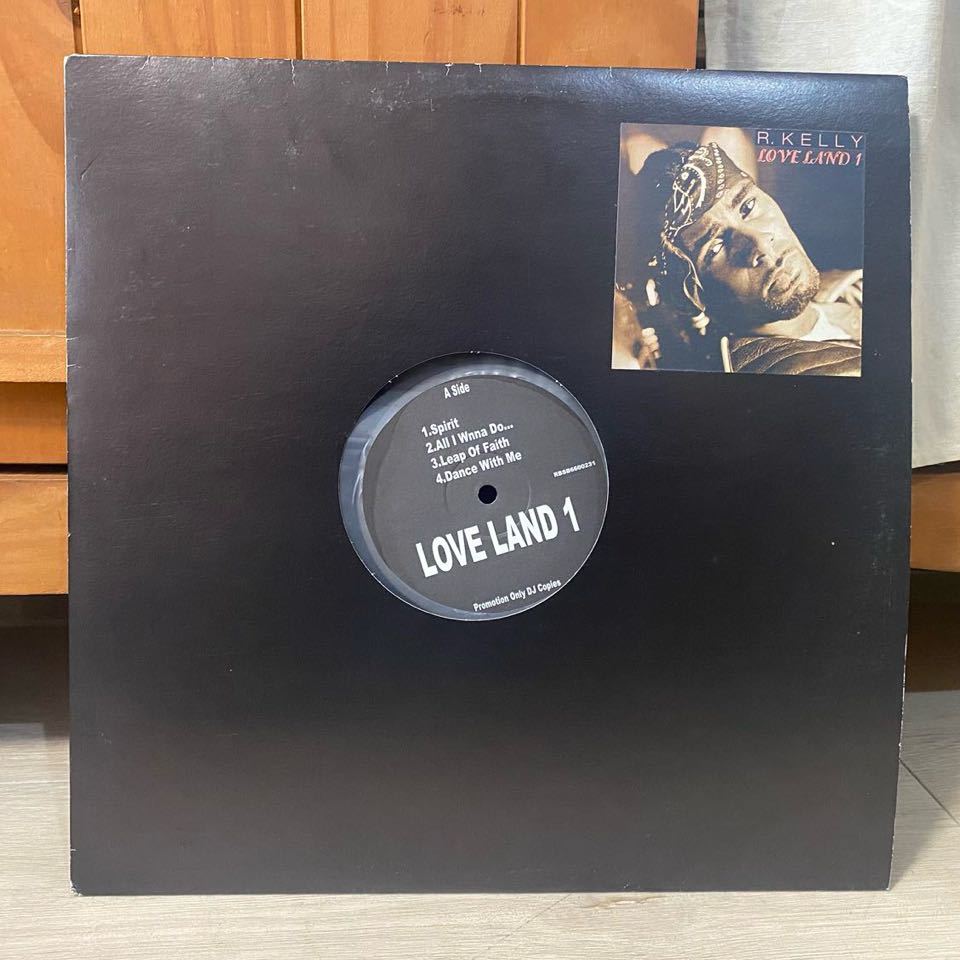 R. KELLY
LOVE LAND 1
A Side
1.Spirit
2.All I Wnna Do...
3.Leap Of Faith
4.Dance With Me
RBSB6600231
LOVE LAND 1
Promotion Only DJ Copies